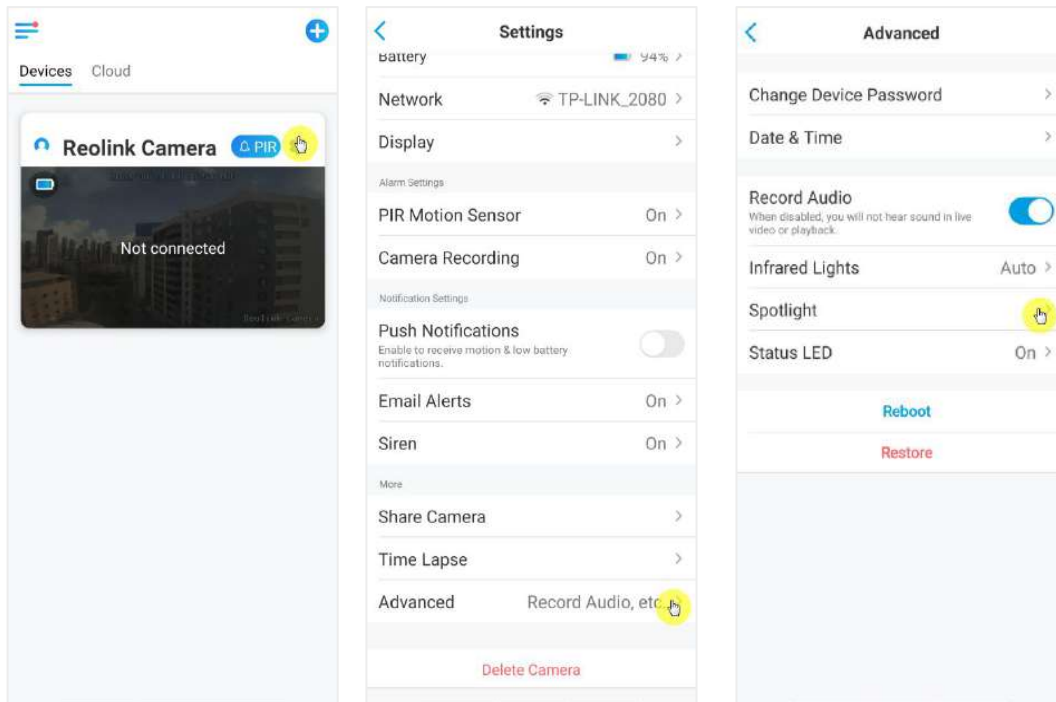 Devices Cloud
Reolink Camera PIR
Not connected
Reolink Camera
Settings
Battery 94%
Network TP-LINK_2080
Display
Alarm Settings
PIR Motion Sensor On
Camera Recording On
Notification Settings
Push Notifications
Enable to receive motion & low battery
notifications.
Email Alerts On
Siren On
More
Share Camera
Time Lapse
Advanced Record Audio, etc.
Delete Camera
Advanced
Change Device Password
Date & Time
Record Audio
When disabled, you will not hear sound in live
video or playback.
Infrared Lights Auto
Spotlight
Status LED On
Reboot
Restore